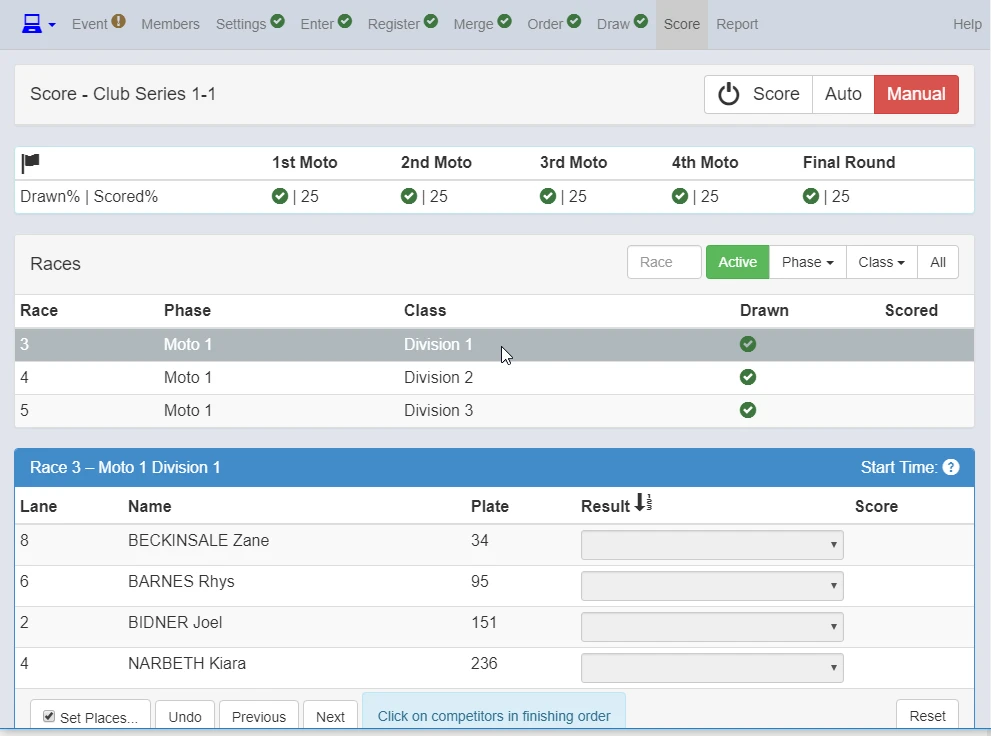 Event Members Settings Enter Register Merge Order Draw Score Report Help
Score - Club Series 1-1 Score Auto Manual
1st Moto 2nd Moto 3rd Moto 4th Moto Final Round
Drawn% | Scored% | 25 | 25 | 25 | 25 | 25
Races Race Active Phase Class All
Race Phase Class Drawn Scored
3 Moto 1 Division 1
4 Moto 1 Division 2
5 Moto 1 Division 3
Race 3 – Moto 1 Division 1 Start Time: ?
Lane Name Plate Result Score
8 BECKINSALE Zane 34
6 BARNES Rhys 95
2 BIDNER Joel 151
4 NARBETH Kiara 236
Set Places... Undo Previous Next Click on competitors in finishing order Reset